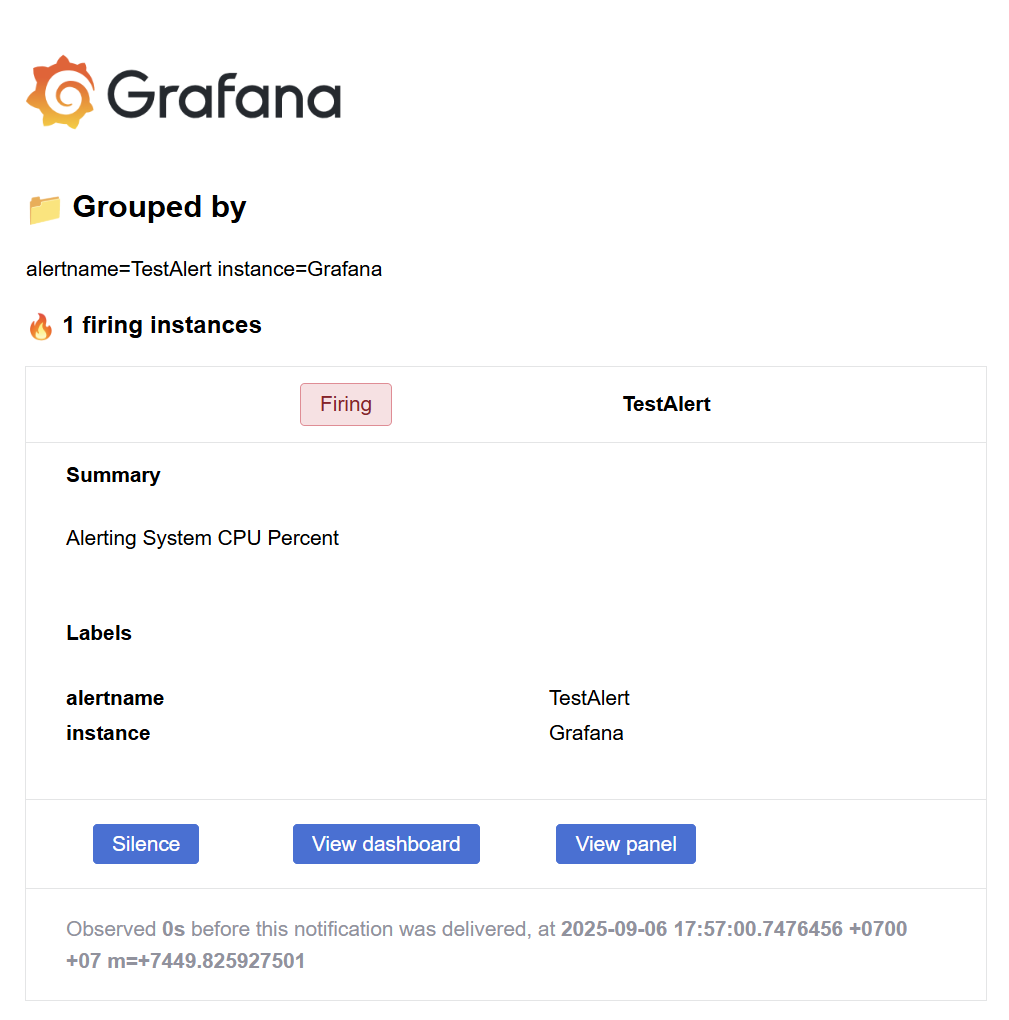 Grafana
📁 Grouped by
alertname=TestAlert instance=Grafana
🔥 1 firing instances
Firing TestAlert
Summary
Alerting System CPU Percent
Labels
alertname TestAlert
instance Grafana
Silence View dashboard View panel
Observed 0s before this notification was delivered, at 2025-09-06 17:57:00.7476456 +0700
+07 m=+7449.825927501